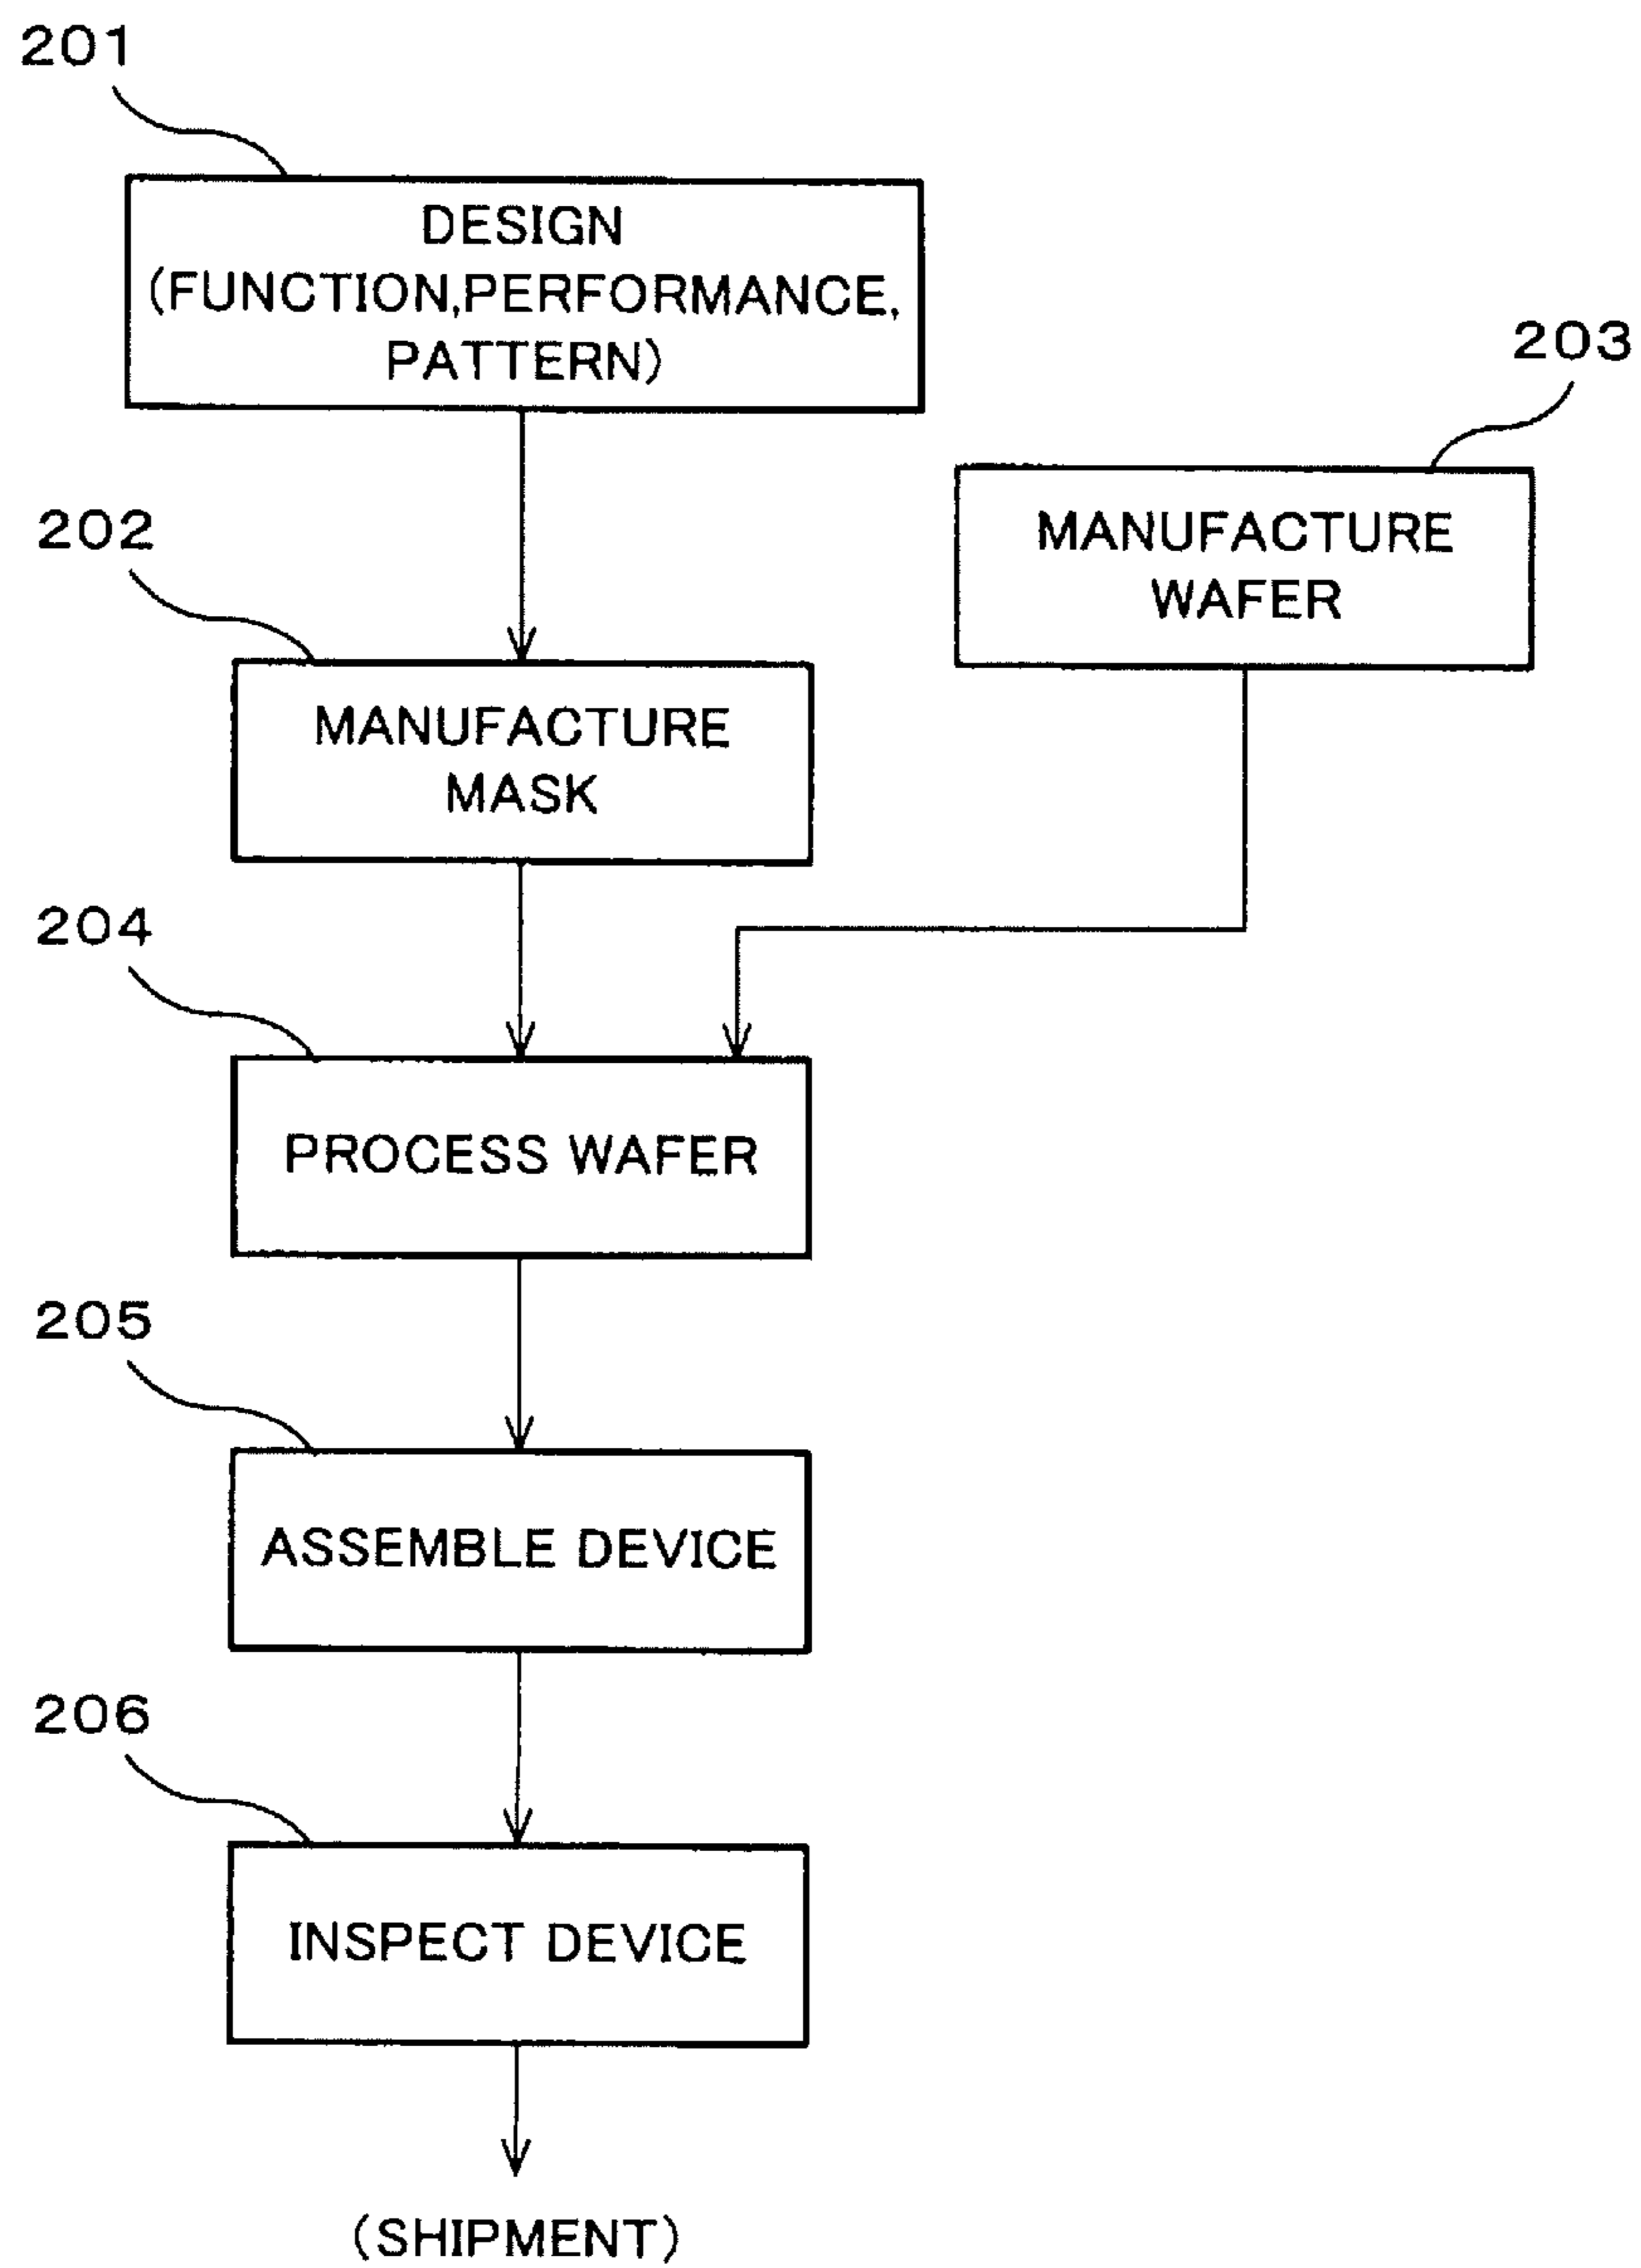 201
DESIGN
(FUNCTION,PERFORMANCE,
PATTERN)
203
MANUFACTURE
WAFER
202
MANUFACTURE
MASK
204
PROCESS WAFER
205
ASSEMBLE DEVICE
206
INSPECT DEVICE
(SHIPMENT)